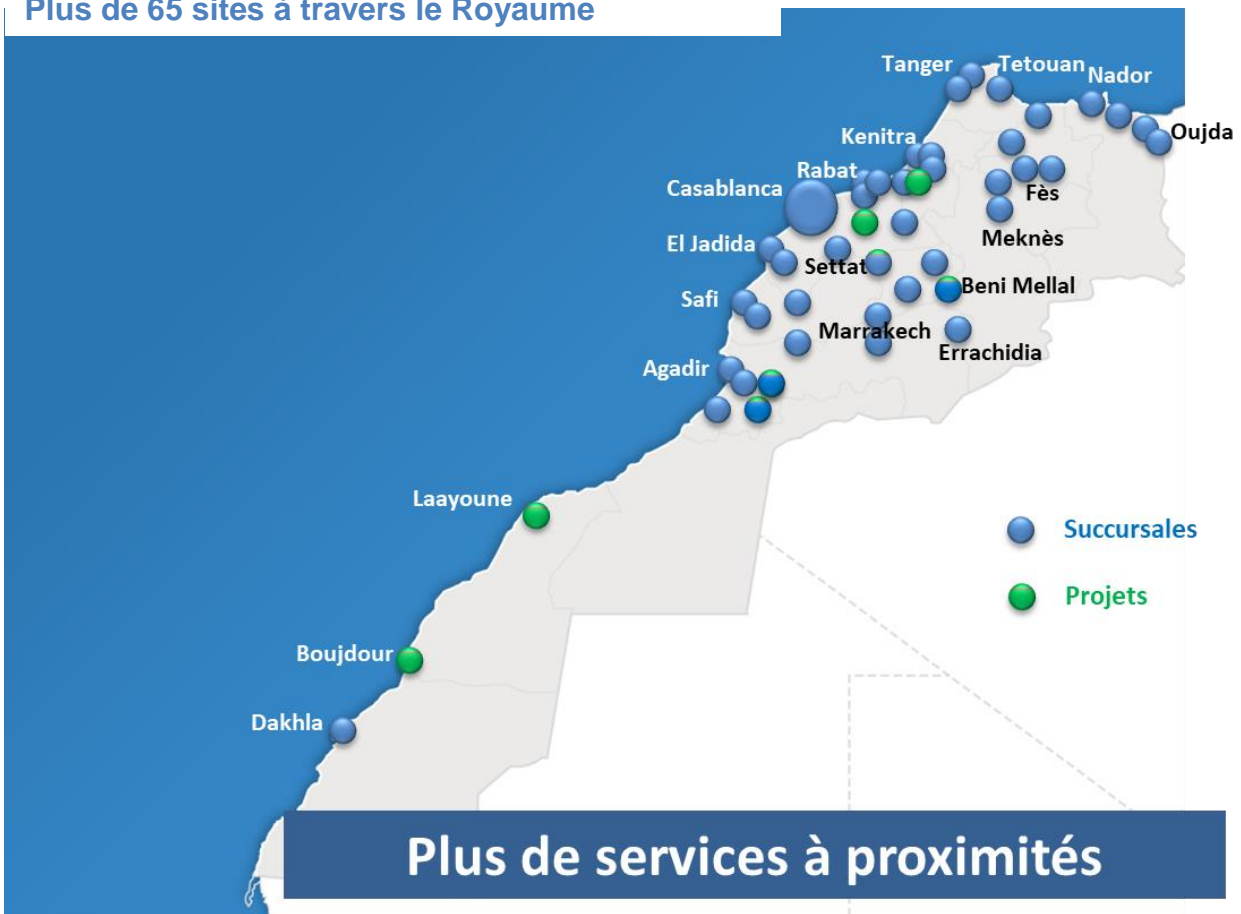 Plus de 65 sites à travers le Royaume
Tanger
Tetouan
Nador
Oujda
Kenitra
Rabat
Casablanca
Fès
Meknès
El Jadida
Settat
Beni Mellal
Safi
Marrakech
Errachidia
Agadir
Laayoune
Succursales
Projets
Boujdour
Dakhla
Plus de services à proximités